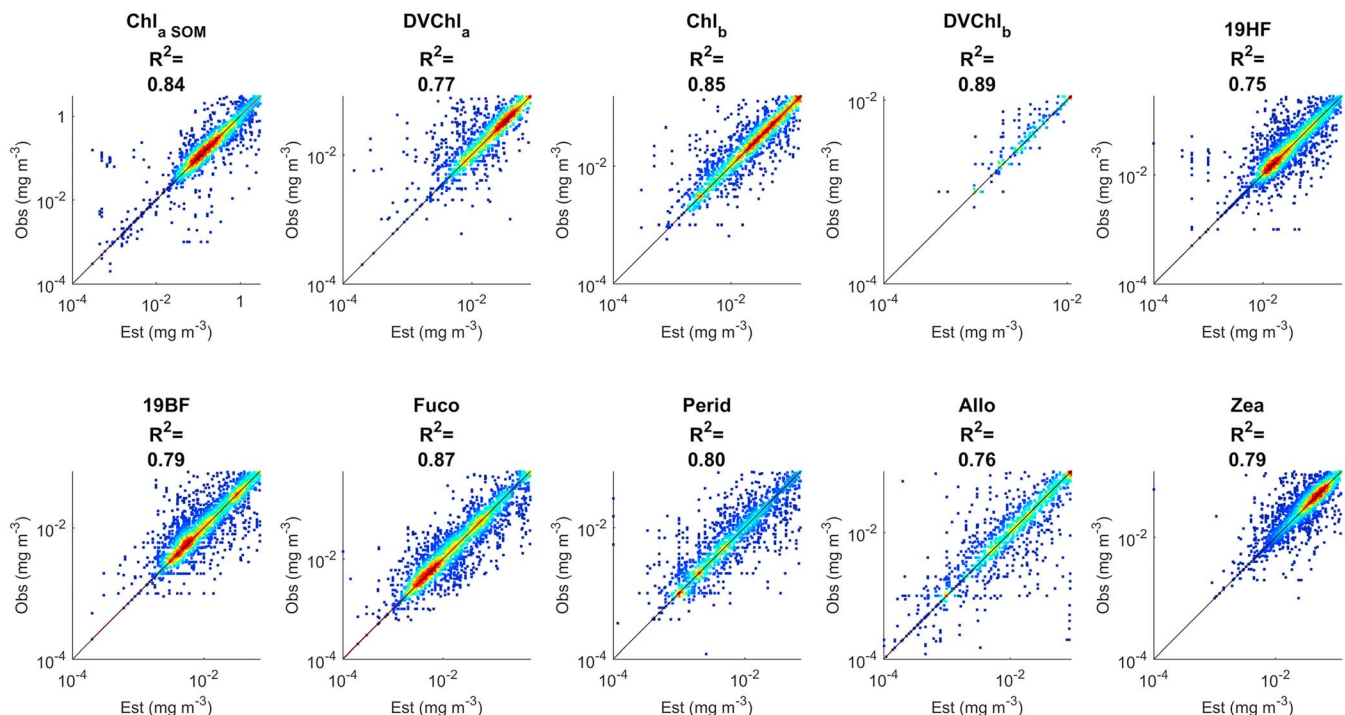 Chl_a SOM
R²=
0.84
Obs (mg m⁻³)
1
10⁻²
10⁻⁴
10⁻⁴
10⁻²
1
Est (mg m⁻³)
DVChl_a
R²=
0.77
Obs (mg m⁻³)
10⁻²
10⁻⁴
10⁻⁴
10⁻²
Est (mg m⁻³)
Chl_b
R²=
0.85
Obs (mg m⁻³)
10⁻²
10⁻⁴
10⁻⁴
10⁻²
Est (mg m⁻³)
DVChl_b
R²=
0.89
Obs (mg m⁻³)
10⁻²
10⁻⁴
10⁻⁴
10⁻²
Est (mg m⁻³)
19HF
R²=
0.75
Obs (mg m⁻³)
10⁻²
10⁻⁴
10⁻⁴
10⁻²
Est (mg m⁻³)
19BF
R²=
0.79
Obs (mg m⁻³)
10⁻²
10⁻⁴
10⁻⁴
10⁻²
Est (mg m⁻³)
Fuco
R²=
0.87
Obs (mg m⁻³)
10⁻²
10⁻⁴
10⁻⁴
10⁻²
Est (mg m⁻³)
Perid
R²=
0.80
Obs (mg m⁻³)
10⁻²
10⁻⁴
10⁻⁴
10⁻²
Est (mg m⁻³)
Allo
R²=
0.76
Obs (mg m⁻³)
10⁻²
10⁻⁴
10⁻⁴
10⁻²
Est (mg m⁻³)
Zea
R²=
0.79
Obs (mg m⁻³)
10⁻²
10⁻⁴
10⁻⁴
10⁻²
Est (mg m⁻³)